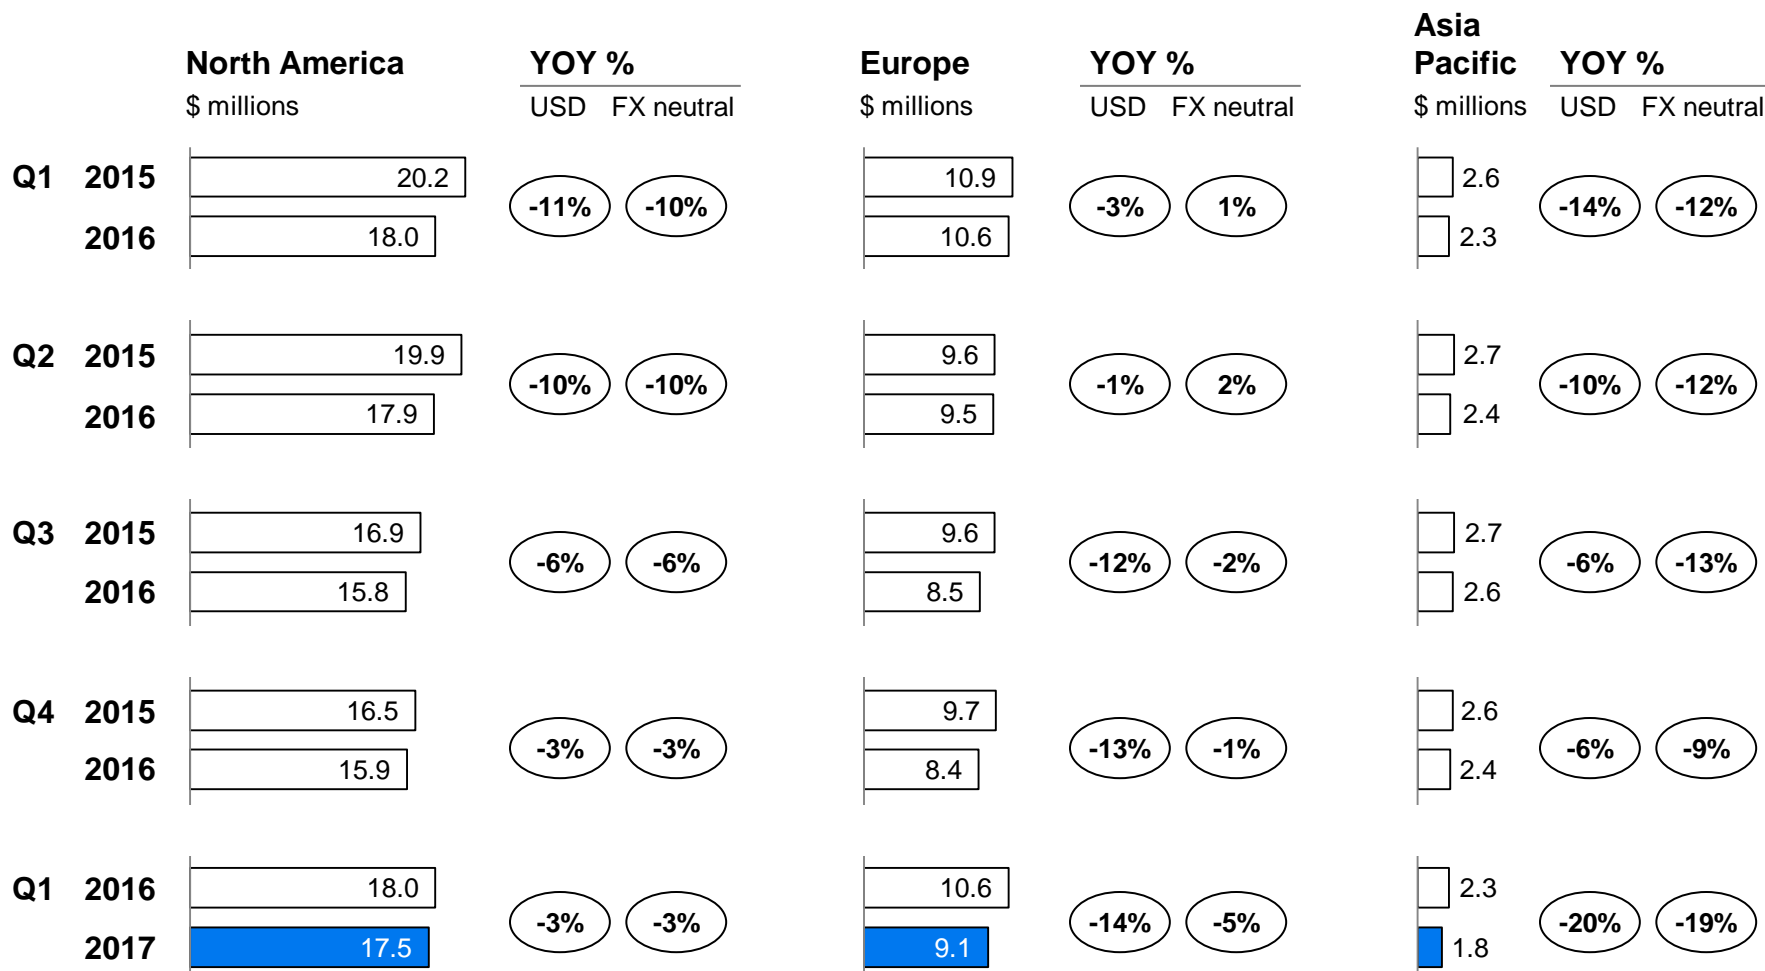 North America YOY % Europe YOY % Asia Pacific YOY %
$ millions USD FX neutral $ millions USD FX neutral $ millions USD FX neutral
Q1 2015 20.2 10.9 2.6
-11% -10% -3% 1% -14% -12%
2016 18.0 10.6 2.3
Q2 2015 19.9 9.6 2.7
-10% -10% -1% 2% -10% -12%
2016 17.9 9.5 2.4
Q3 2015 16.9 9.6 2.7
-6% -6% -12% -2% -6% -13%
2016 15.8 8.5 2.6
Q4 2015 16.5 9.7 2.6
-3% -3% -13% -1% -6% -9%
2016 15.9 8.4 2.4
Q1 2016 18.0 10.6 2.3
-3% -3% -14% -5% -20% -19%
2017 17.5 9.1 1.8